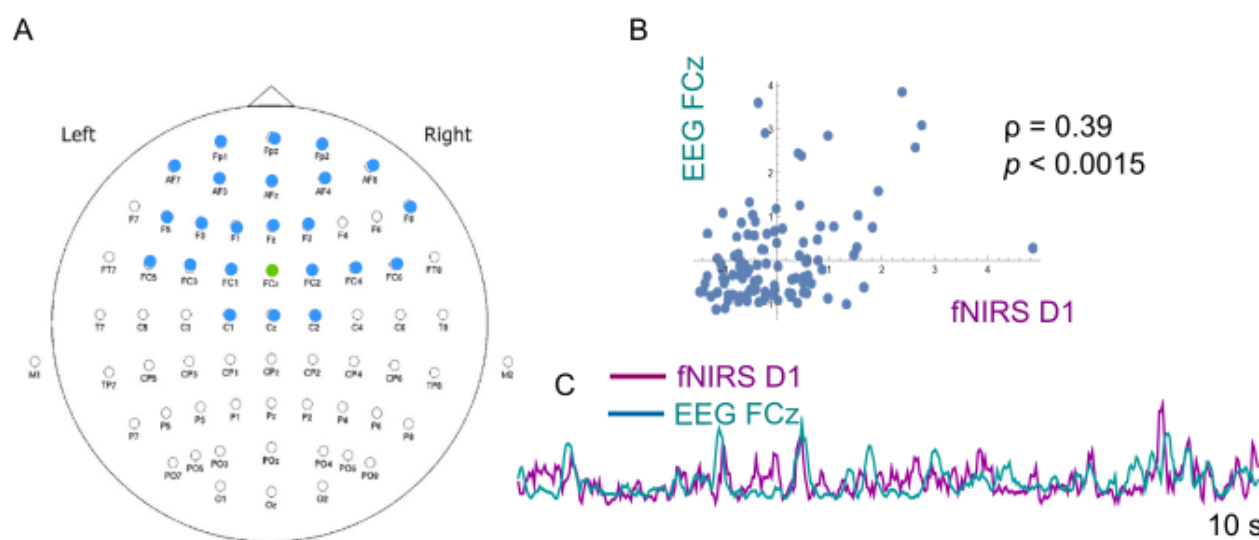 A
B
Left
Right
Fp1 Fpz Fp2
AF7 AF3 AFz AF4 AF8
F7 F5 F3 F1 Fz F2 F4 F6 F8
FT7 FC5 FC3 FC1 FCz FC2 FC4 FC6 FT8
T7 C5 C3 C1 Cz C2 C4 C6 T8
M1 TP7 CP5 CP3 CP1 CPz CP2 CP4 CP6 TP8 M2
P7 P5 P3 P1 Pz P2 P4 P6 P8
PO7 PO5 PO3 POz PO4 PO6 PO8
O1 Oz O2
EEG FCz
4
3
2
1
-1
1 2 3 4
ρ = 0.39
p < 0.0015
fNIRS D1
C
fNIRS D1
EEG FCz
10 s